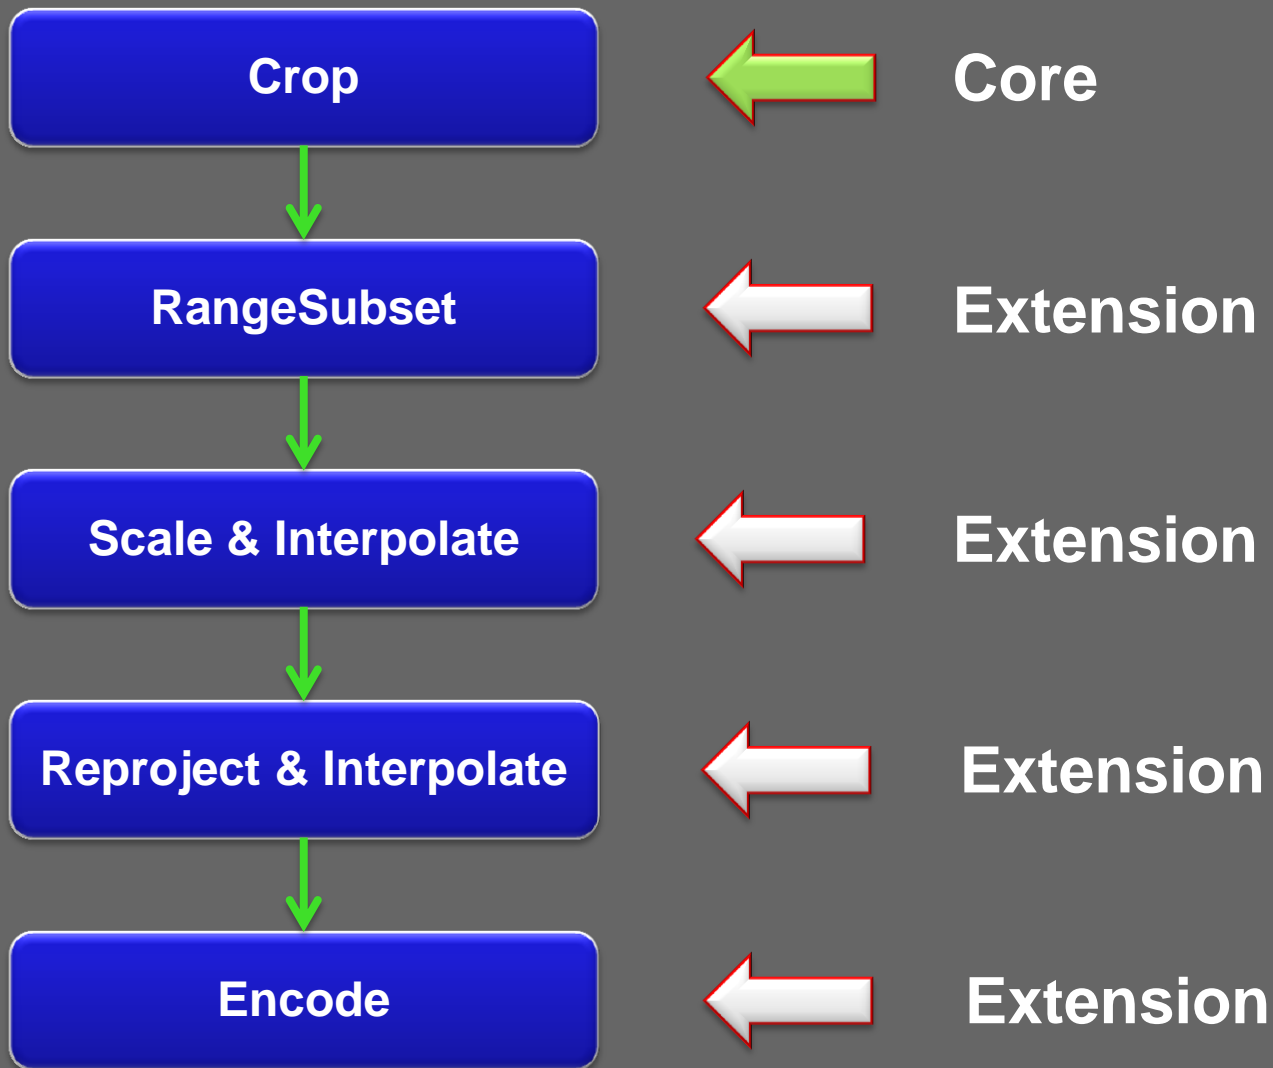 Crop
Core
RangeSubset
Extension
Scale & Interpolate
Extension
Reproject & Interpolate
Extension
Encode
Extension